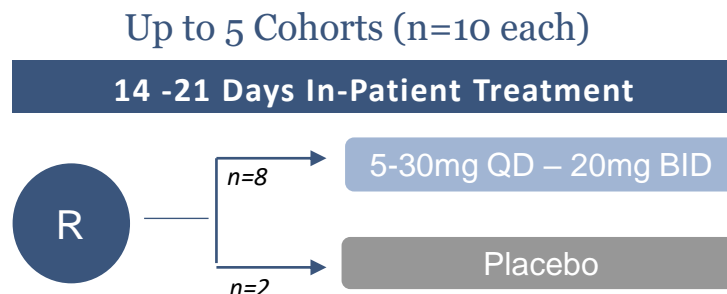 Up to 5 Cohorts (n=10 each)
14 -21 Days In-Patient Treatment
n=8
5-30mg QD – 20mg BID
R
Placebo
n=2